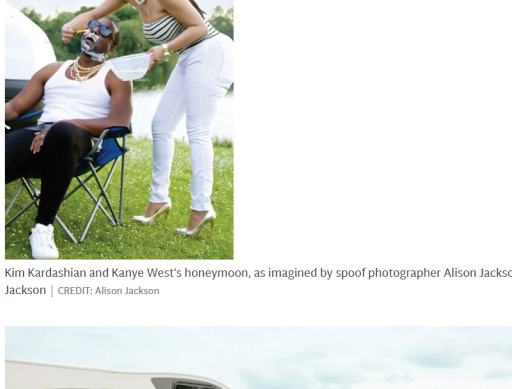 Kim Kardashian and Kanye West's honeymoon, as imagined by spoof photographer Alison Jackso
Jackson | CREDIT: Alison Jackson